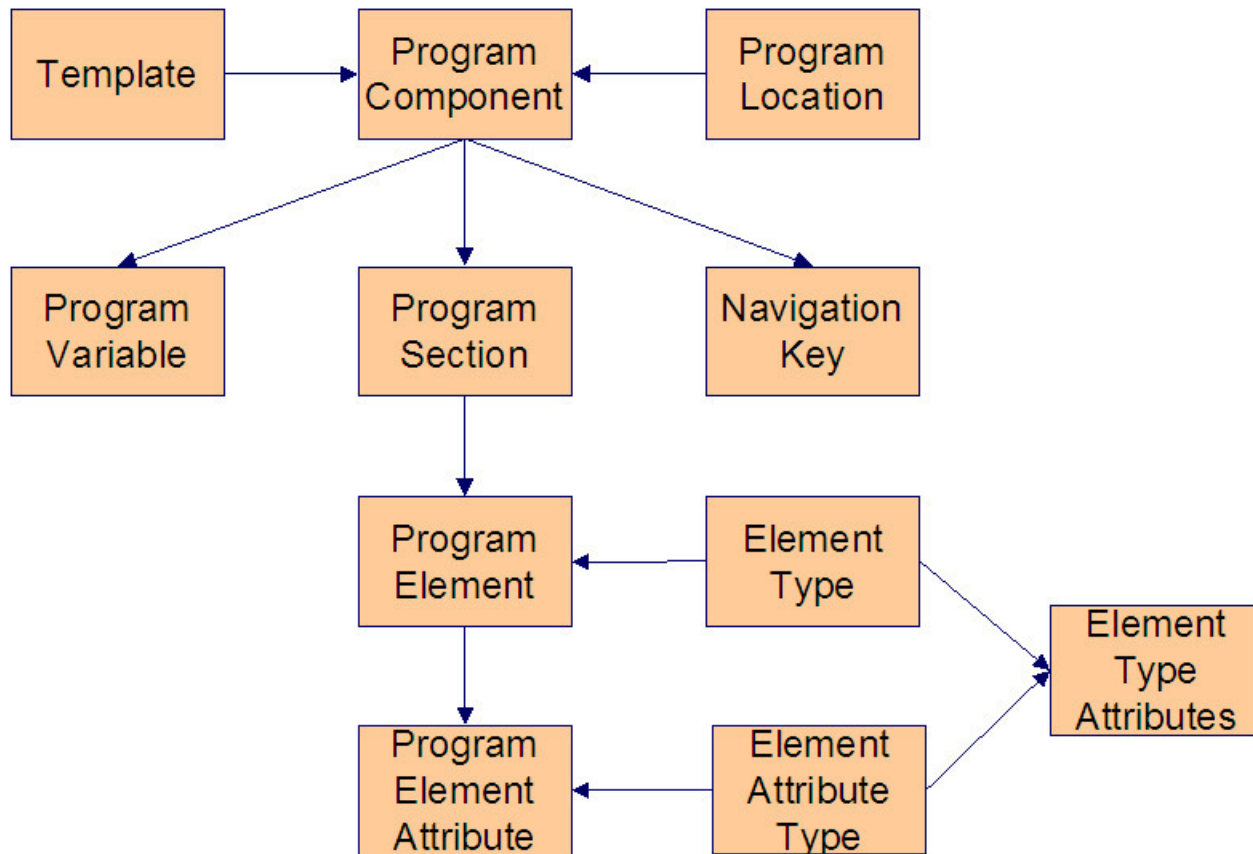 Template
Program
Component
Program
Location
Program
Variable
Program
Section
Navigation
Key
Program
Element
Element
Type
Element
Type
Attributes
Program
Element
Attribute
Element
Attribute
Type